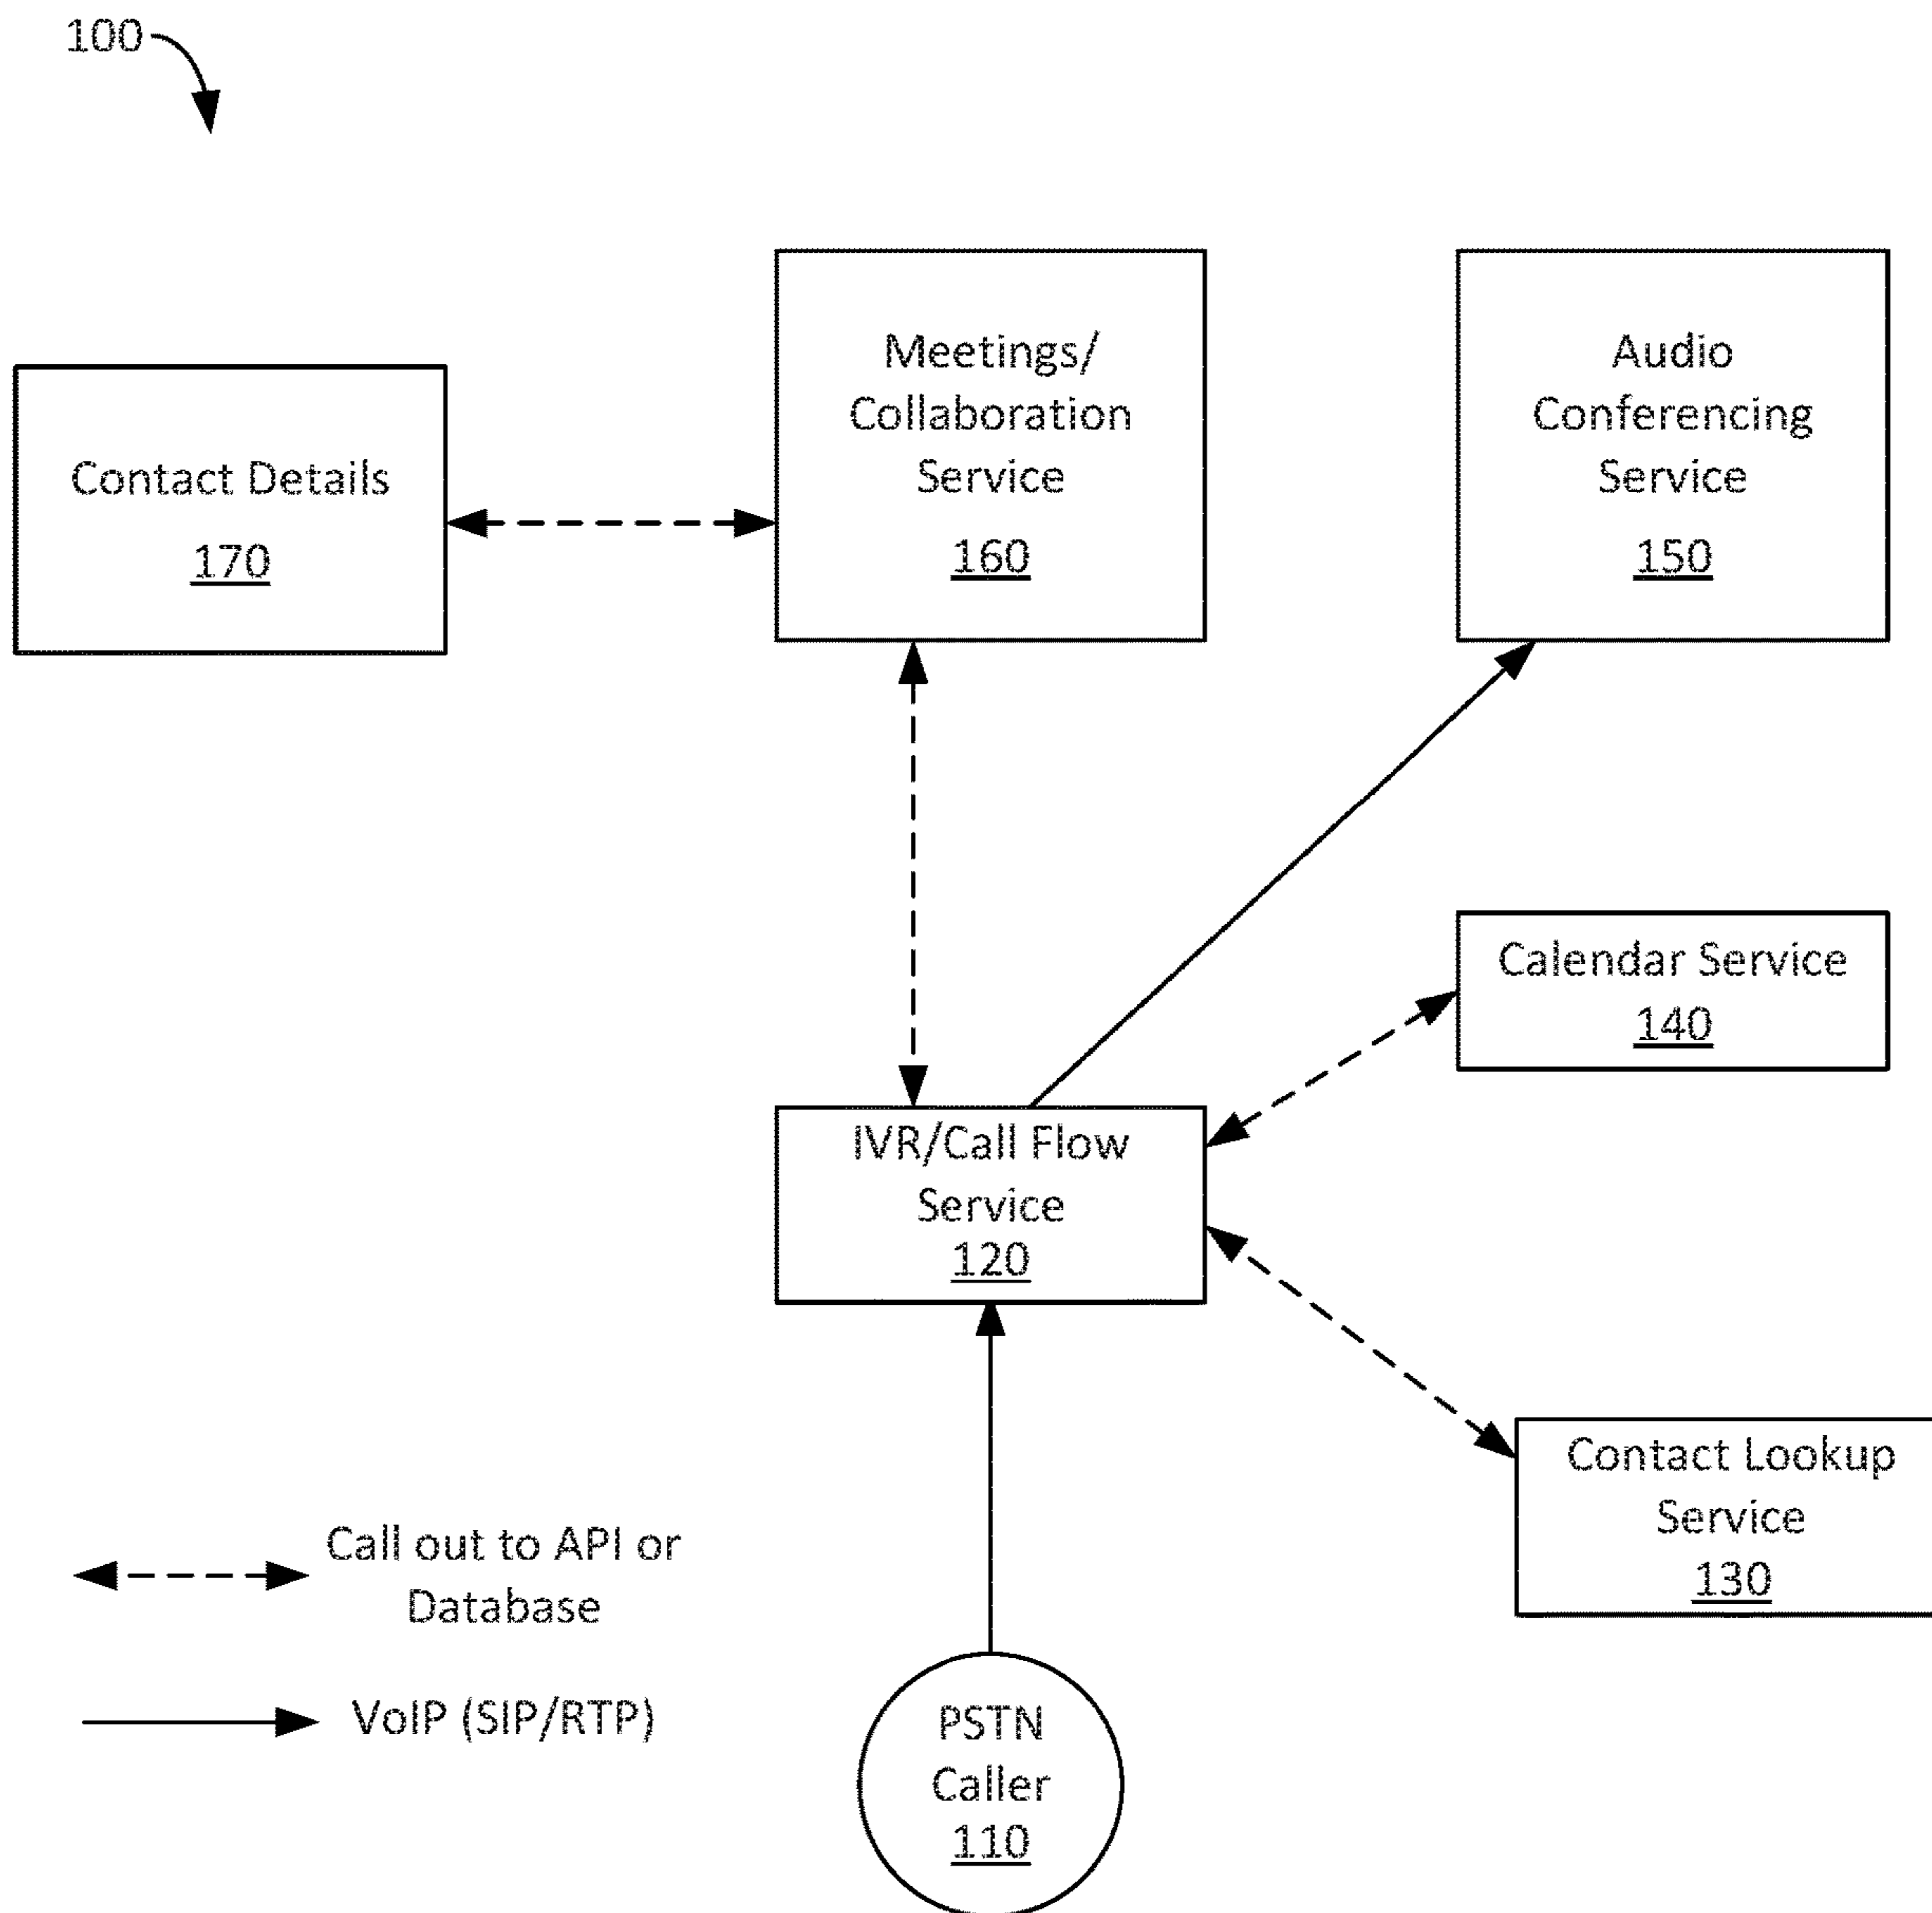 100
Meetings/
Collaboration
Service
160
Audio
Conferencing
Service
150
Contact Details
170
Calendar Service
140
IVR/Call Flow
Service
120
Contact Lookup
Service
130
Call out to API or
Database
VoIP (SIP/RTP)
PSTN
Caller
110